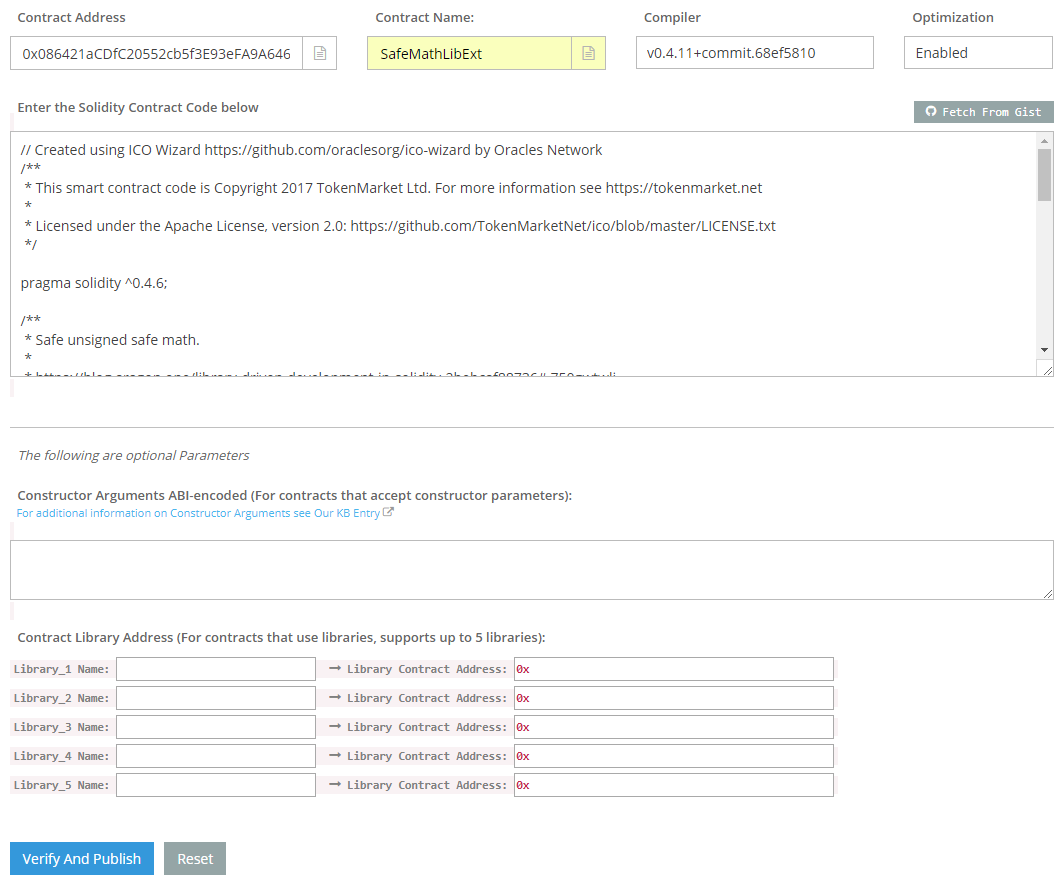 Contract Address Contract Name: Compiler Optimization
0x086421aCDfC20552cb5f3E93eFA9A646 SafeMathLibExt v0.4.11+commit.68ef5810 Enabled
Enter the Solidity Contract Code below
Fetch From Gist
// Created using ICO Wizard https://github.com/oraclesorg/ico-wizard by Oracles Network
/**
* This smart contract code is Copyright 2017 TokenMarket Ltd. For more information see https://tokenmarket.net
*
* Licensed under the Apache License, version 2.0: https://github.com/TokenMarketNet/ico/blob/master/LICENSE.txt
*/
pragma solidity ^0.4.6;
/**
* Safe unsigned safe math.
*
The following are optional Parameters
Constructor Arguments ABI-encoded (For contracts that accept constructor parameters):
For additional information on Constructor Arguments see Our KB Entry
Contract Library Address (For contracts that use libraries, supports up to 5 libraries):
Library_1 Name: → Library Contract Address: 0x
Library_2 Name: → Library Contract Address: 0x
Library_3 Name: → Library Contract Address: 0x
Library_4 Name: → Library Contract Address: 0x
Library_5 Name: → Library Contract Address: 0x
Verify And Publish Reset